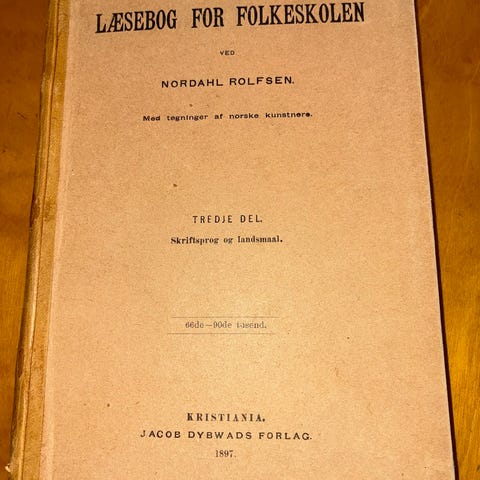 LÆSEBOG FOR FOLKESKOLEN
VED
NORDAHL ROLFSEN.
Med tegninger af norske kunstnere.
TREDJE DEL.
Skriftsprog og landsmaal.
66de—90de tusend.
KRISTIANIA.
JACOB DYBWADS FORLAG.
1897.